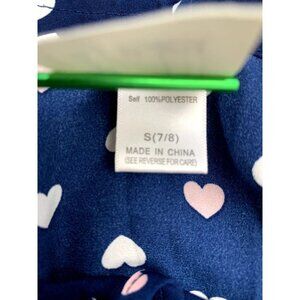 Self 100%POLYESTER
S(7/8)
MADE IN CHINA
(SEE REVERSE FOR CARE)